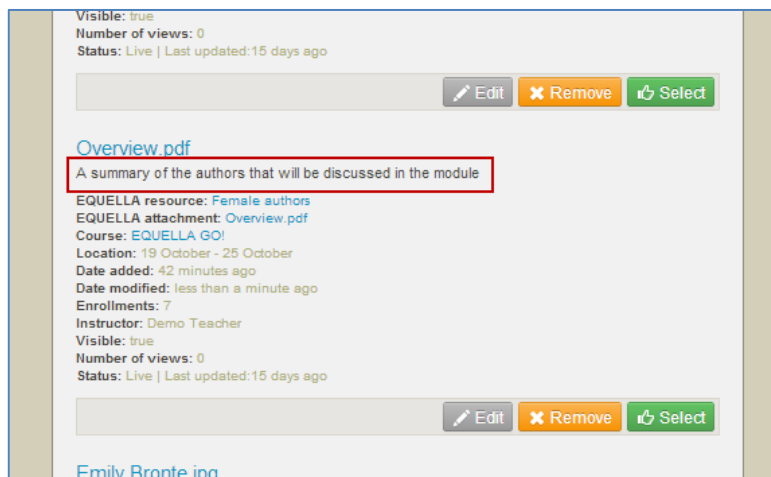 Visible: true
Number of views: 0
Status: Live | Last updated:15 days ago
Edit Remove Select
Overview.pdf
A summary of the authors that will be discussed in the module
EQUELLA resource: Female authors
EQUELLA attachment: Overview.pdf
Course: EQUELLA GO!
Location: 19 October - 25 October
Date added: 42 minutes ago
Date modified: less than a minute ago
Enrollments: 7
Instructor: Demo Teacher
Visible: true
Number of views: 0
Status: Live | Last updated:15 days ago
Edit Remove Select
Emily Bronte.jpg